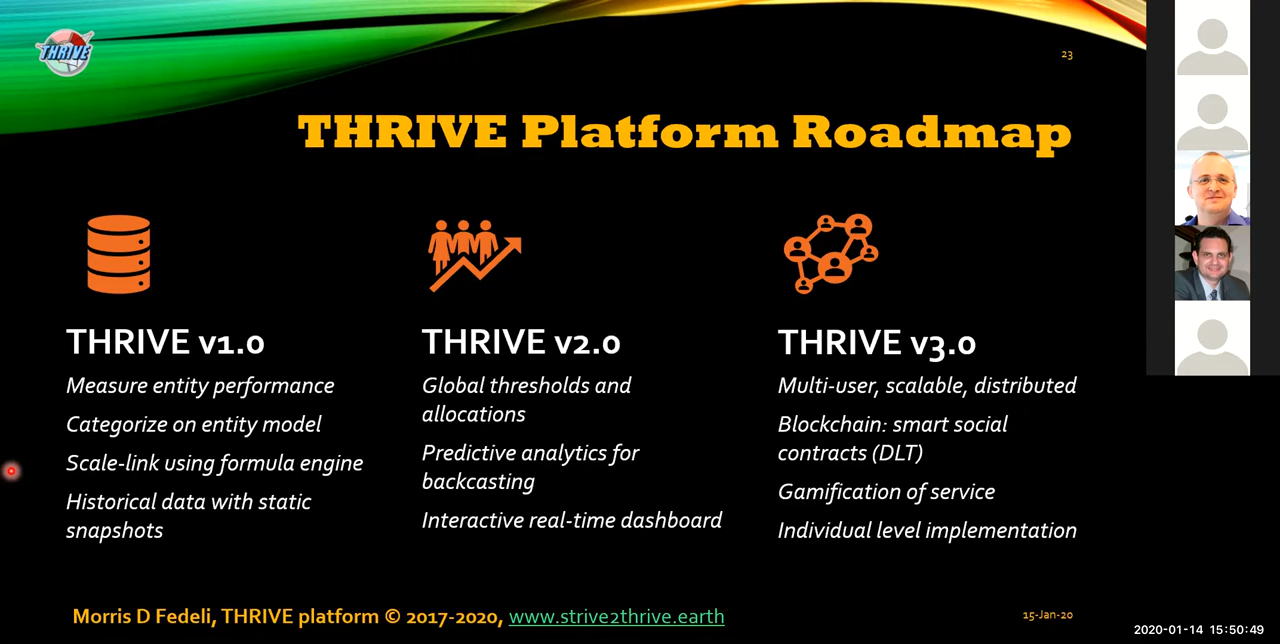 THRIVE
23
THRIVE Platform Roadmap
THRIVE v1.0
Measure entity performance
Categorize on entity model
Scale-link using formula engine
Historical data with static
snapshots
THRIVE v2.0
Global thresholds and
allocations
Predictive analytics for
backcasting
Interactive real-time dashboard
THRIVE v3.0
Multi-user, scalable, distributed
Blockchain: smart social
contracts (DLT)
Gamification of service
Individual level implementation
Morris D Fedeli, THRIVE platform © 2017-2020, www.strive2thrive.earth
15-Jan-20
2020-01-14 15:50:49